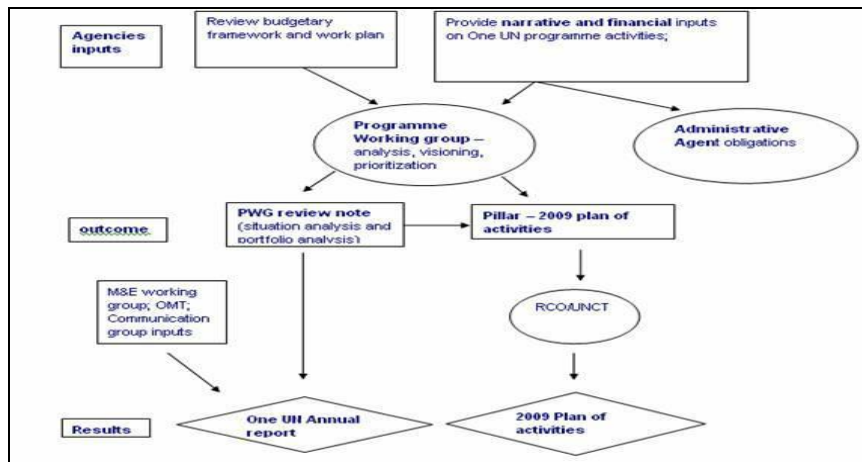 Agencies
inputs
Review budgetary
framework and work plan
Provide narrative and financial inputs
on One UN programme activities;
Programme
Working group –
analysis, visioning,
prioritization
Administrative
Agent obligations
outcome
PWG review note
(situation analysis and
portfolio analysis)
Pillar – 2009 plan of
activities
M&E working
group; OMT;
Communication
group inputs
RCO/UNCT
Results
One UN Annual
report
2009 Plan of
activities